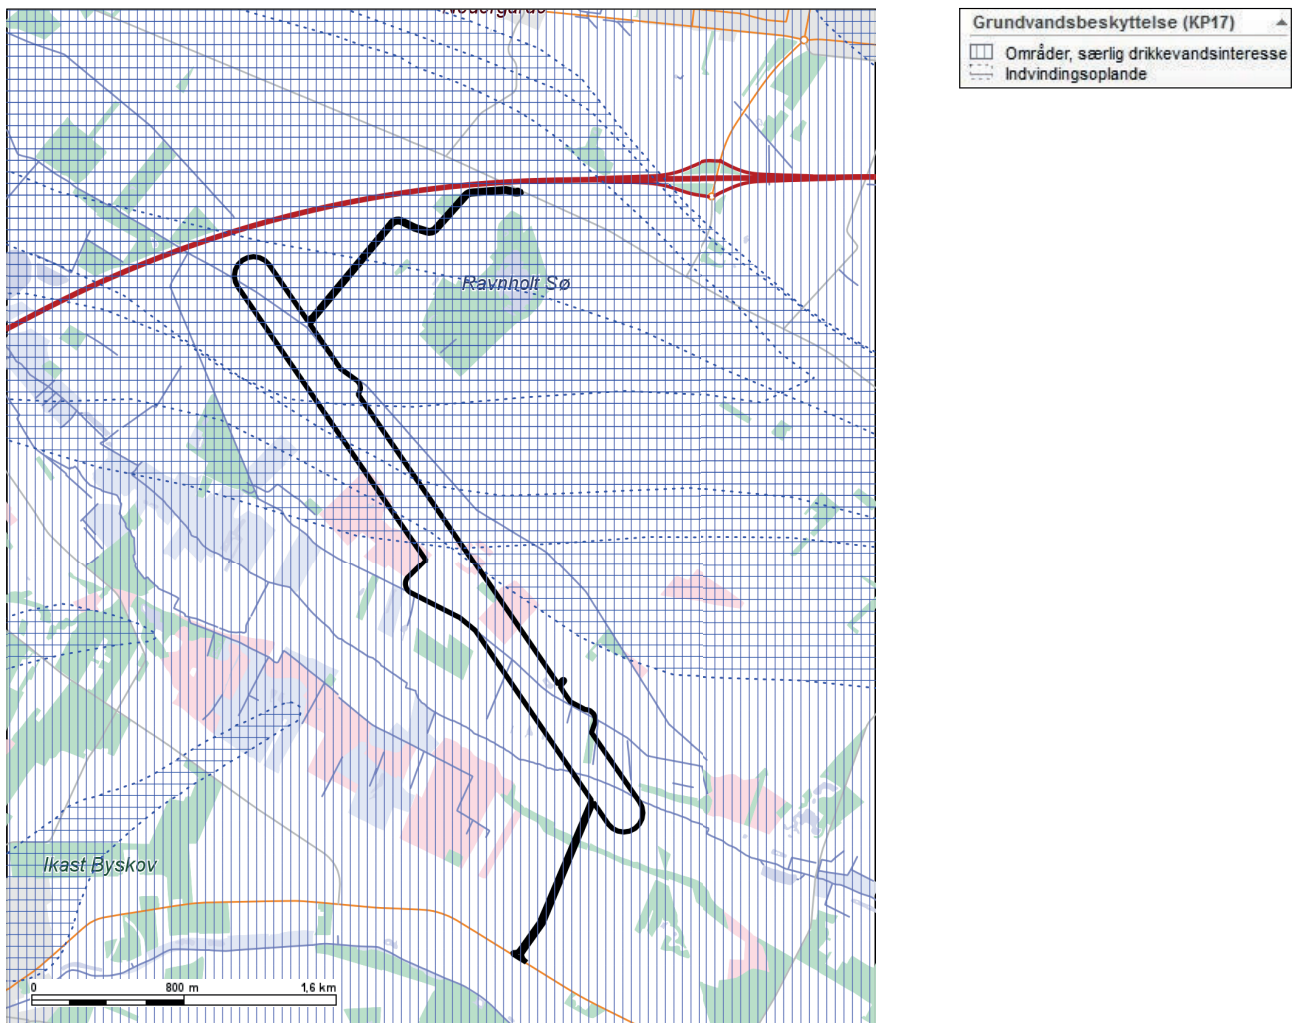 Grundvandsbeskyttelse (KP17)
Områder, særlig drikkevandsinteresse
Indvindingsoplande
Ravnholt Sø
Ikast Byskov
0 800 m 1,6 km